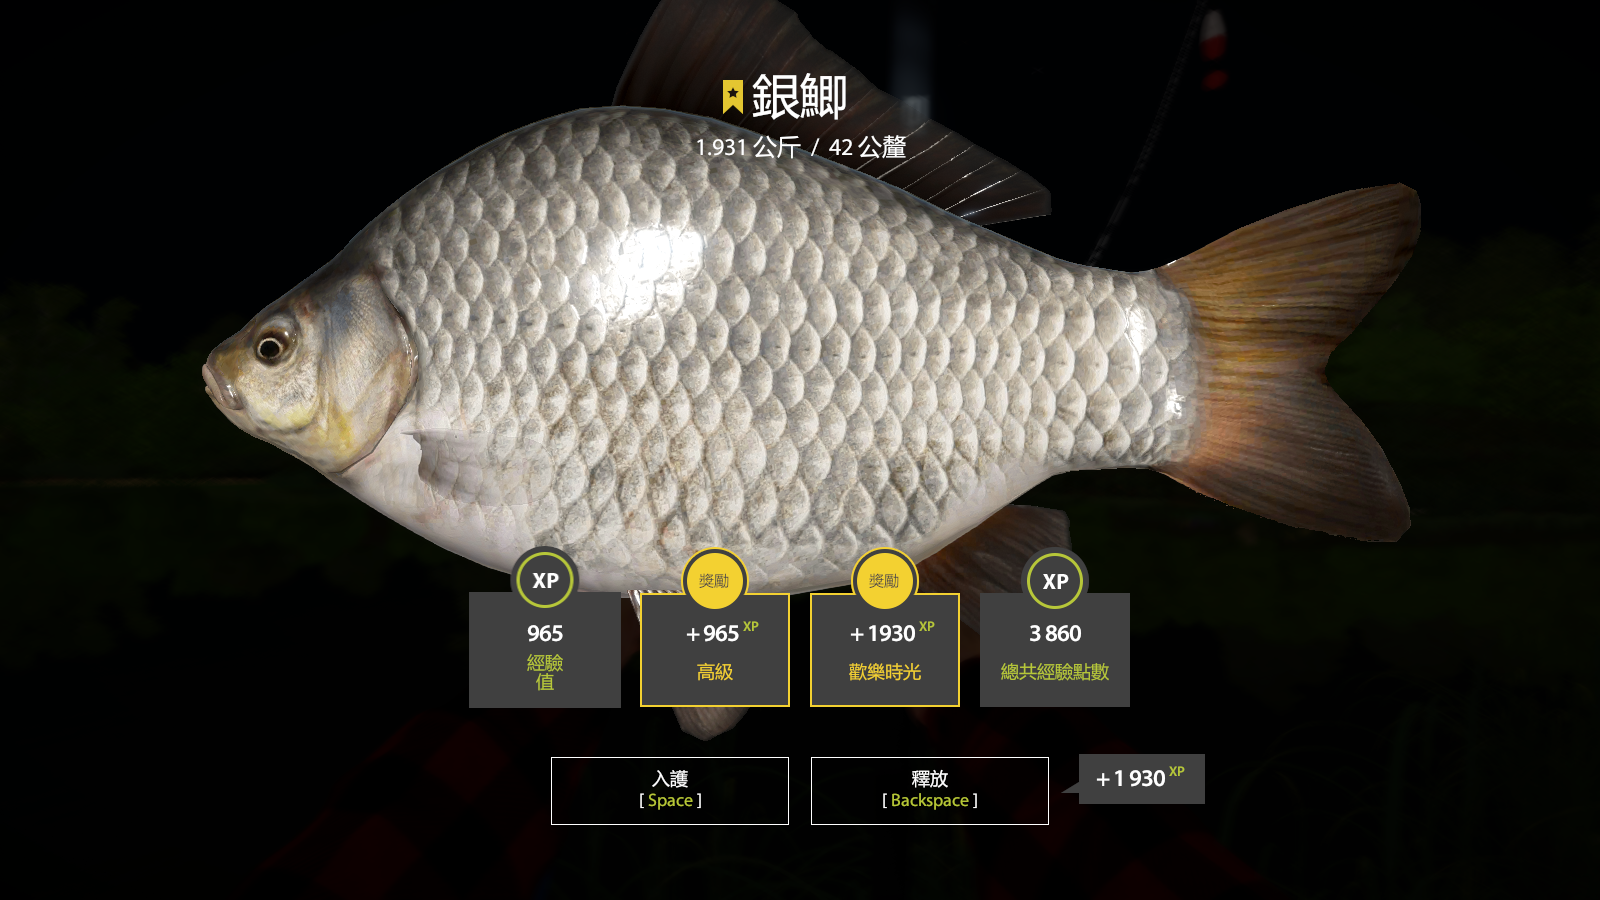 銀鯽
1.931 公斤 / 42 公釐
XP
獎勵
獎勵
XP
965
經驗
值
+965 XP
高級
+1930 XP
歡樂時光
3 860
總共經驗點數
入護
[ Space ]
釋放
[ Backspace ]
+1 930 XP